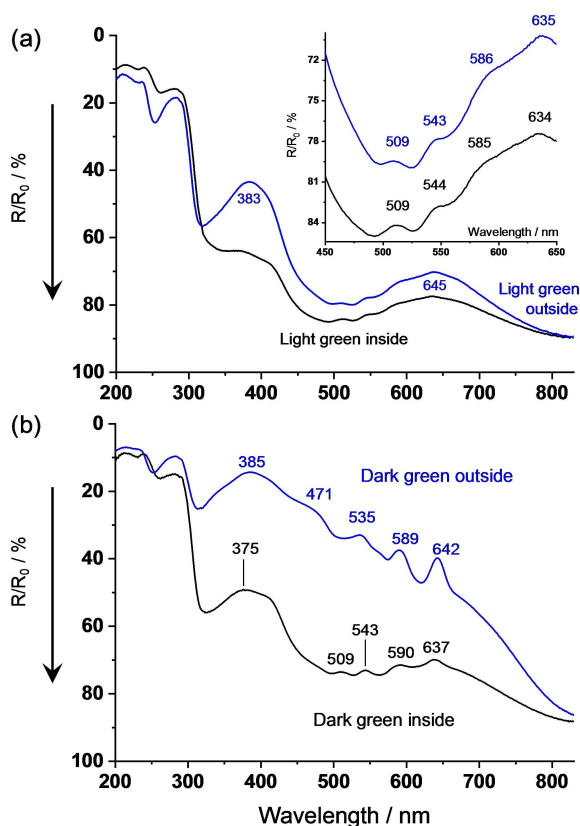 (a)
0
20
40
60
80
100
R/R0 / %
200 300 400 500 600 700 800
383
645
Light green inside
Light green
outside
72
75
78
81
84
R/R0 / %
450 500 550 600 650
Wavelength / nm
509
543
586
635
509
544
585
634
(b)
0
20
40
60
80
100
R/R0 / %
385
471
535
589
642
Dark green outside
375
509
543
590
637
Dark green inside
200 300 400 500 600 700 800
Wavelength / nm